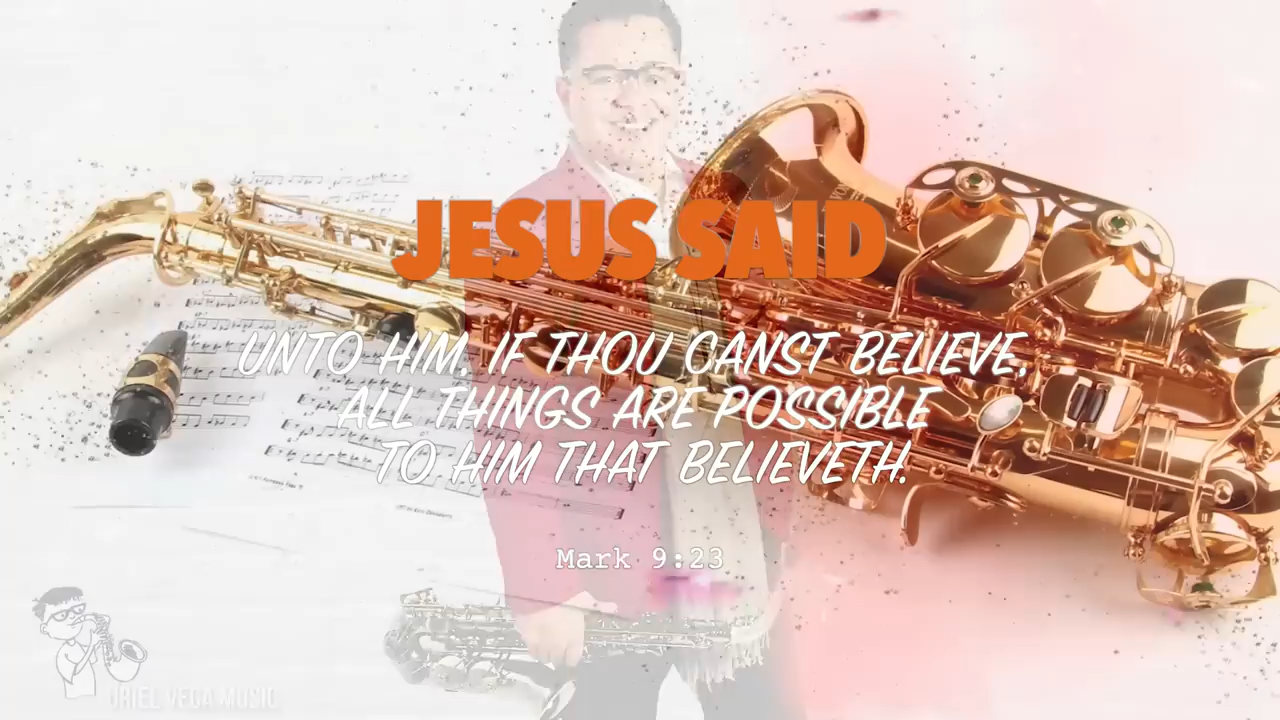 JESUS SAID
UNTO HIM, IF THOU CANST BELIEVE,
ALL THINGS ARE POSSIBLE
TO HIM THAT BELIEVETH.
Mark 9:23
URIEL VEGA MUSIC